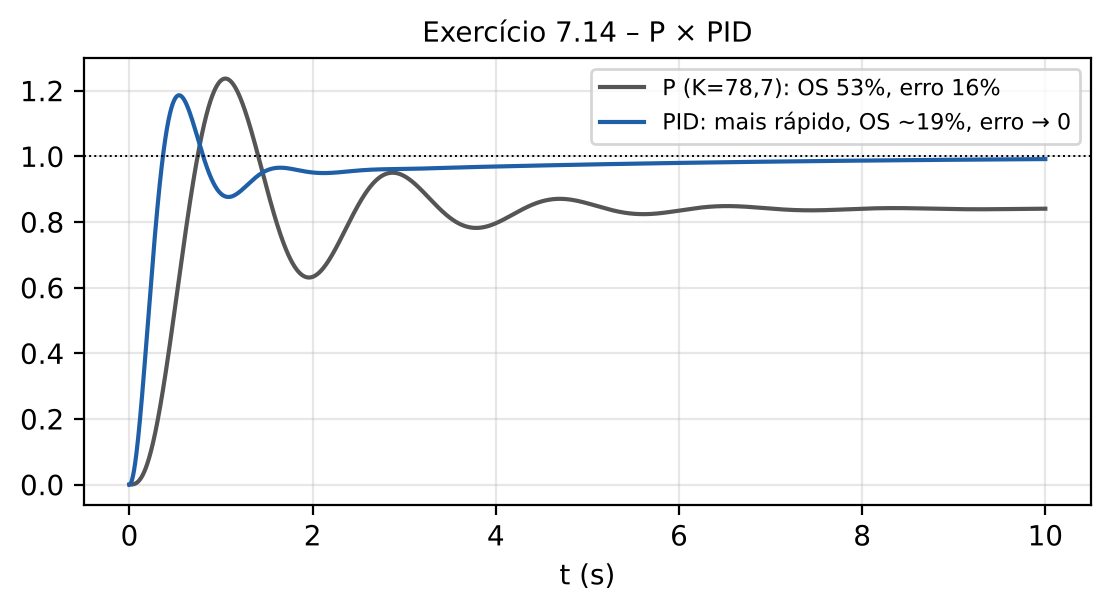 Exercício 7.14 – P × PID
P (K=78,7): OS 53%, erro 16%
PID: mais rápido, OS ~19%, erro → 0
1.2
1.0
0.8
0.6
0.4
0.2
0.0
0 2 4 6 8 10
t (s)